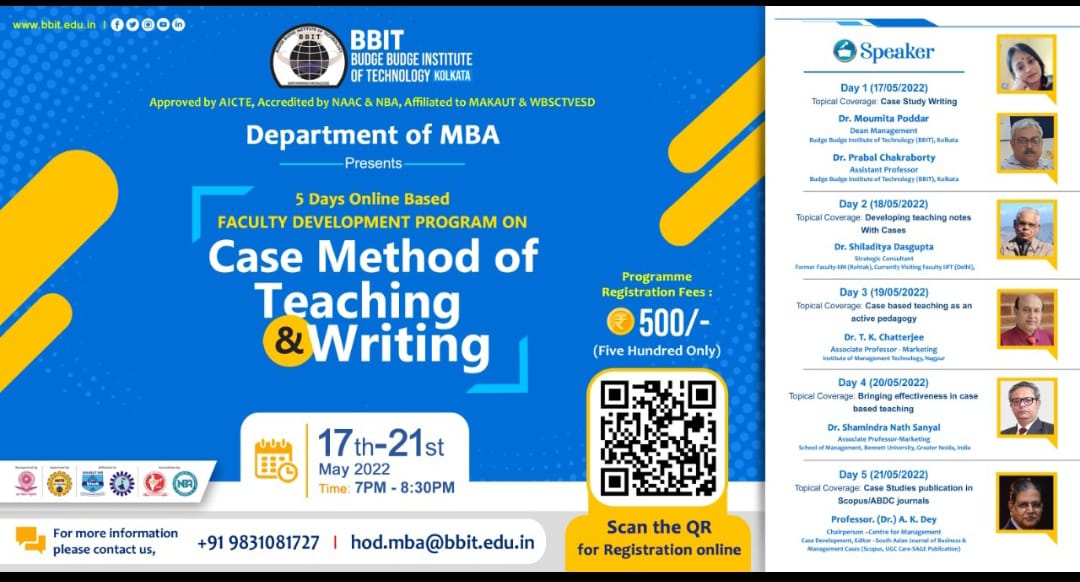 www.bbit.edu.in |
BBIT
BBIT
BUDGE BUDGE INSTITUTE
OF TECHNOLOGY KOLKATA
Approved by AICTE, Accredited by NAAC & NBA, Affiliated to MAKAUT & WBSCTVESD
Department of MBA
Presents
5 Days Online Based
FACULTY DEVELOPMENT PROGRAM ON
Case Method of
Teaching
& Writing
Programme
Registration Fees :
₹ 500/-
(Five Hundred Only)
17th-21st
May 2022
Time: 7PM - 8:30PM
Scan the QR
for Registration online
NBA
For more information
please contact us,
+91 9831081727 | hod.mba@bbit.edu.in
Speaker
Day 1 (17/05/2022)
Topical Coverage: Case Study Writing
Dr. Moumita Poddar
Dean Management
Budge Budge Institute of Technology (BBIT), Kolkata
Dr. Prabal Chakraborty
Assistant Professor
Budge Budge Institute of Technology (BBIT), Kolkata
Day 2 (18/05/2022)
Topical Coverage: Developing teaching notes
With Cases
Dr. Shiladitya Dasgupta
Strategic Consultant
Former Faculty-IIM (Rohtak), Currently Visiting Faculty IIFT (Delhi),
Day 3 (19/05/2022)
Topical Coverage: Case based teaching as an
active pedagogy
Dr. T. K. Chatterjee
Associate Professor - Marketing
Institute of Management Technology, Nagpur
Day 4 (20/05/2022)
Topical Coverage: Bringing effectiveness in case
based teaching
Dr. Shamindra Nath Sanyal
Associate Professor-Marketing
School of Management, Bennett University, Greater Noida, India
Day 5 (21/05/2022)
Topical Coverage: Case Studies publication in
Scopus/ABDC journals
Professor. (Dr.) A. K. Dey
Chairperson –Centre for Management
Case Development, Editor -South Asian Journal of Business &
Management Cases (Scopus, UGC Care-SAGE Publication)